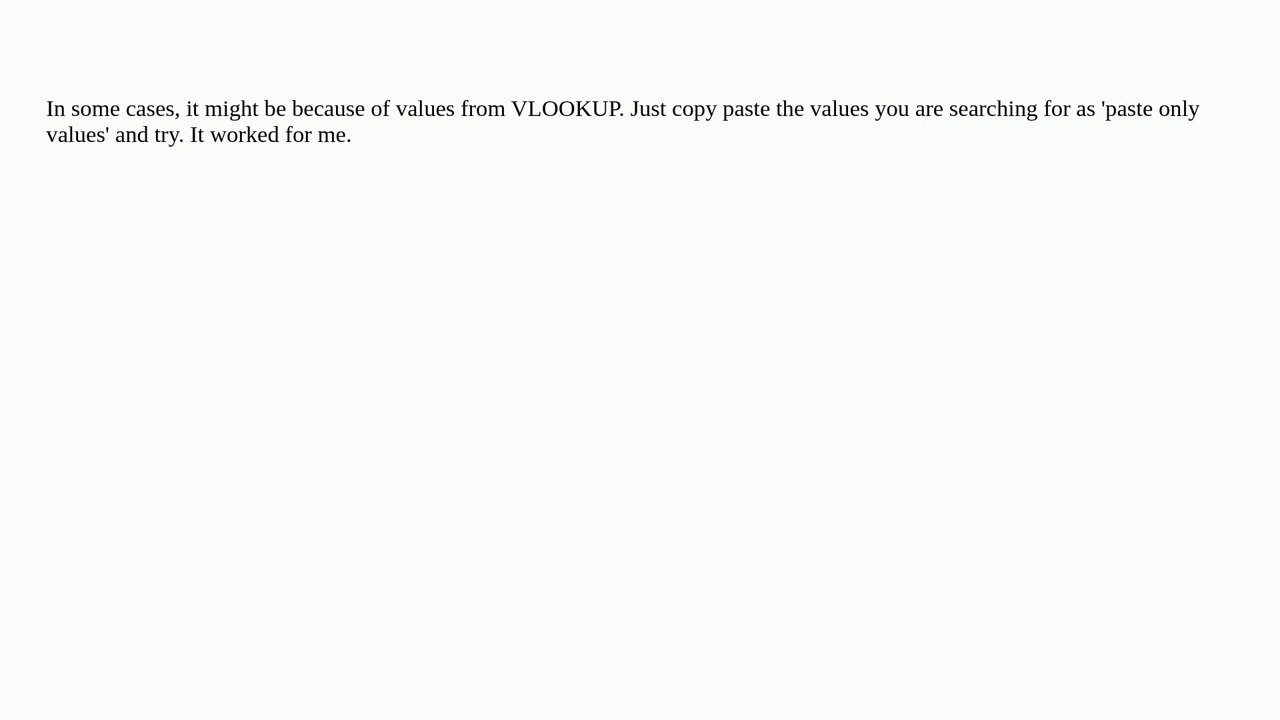 In some cases, it might be because of values from VLOOKUP. Just copy paste the values you are searching for as 'paste only
values' and try. It worked for me.